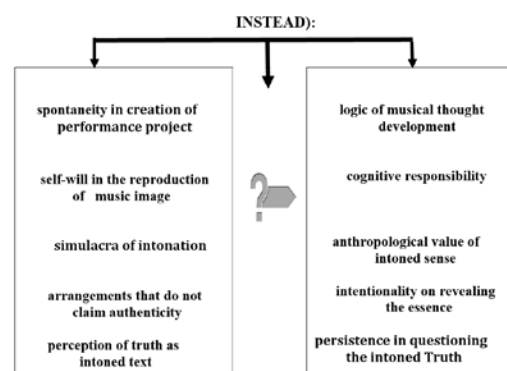 INSTEAD):
spontaneity in creation of
performance project
self-will in the reproduction
of music image
simulacra of intonation
arrangements that do not
claim authenticity
perception of truth as
intoned text
?
logic of musical thought
development
cognitive responsibility
anthropological value of
intoned sense
intentionality on revealing
the essence
persistence in questioning
the intoned Truth